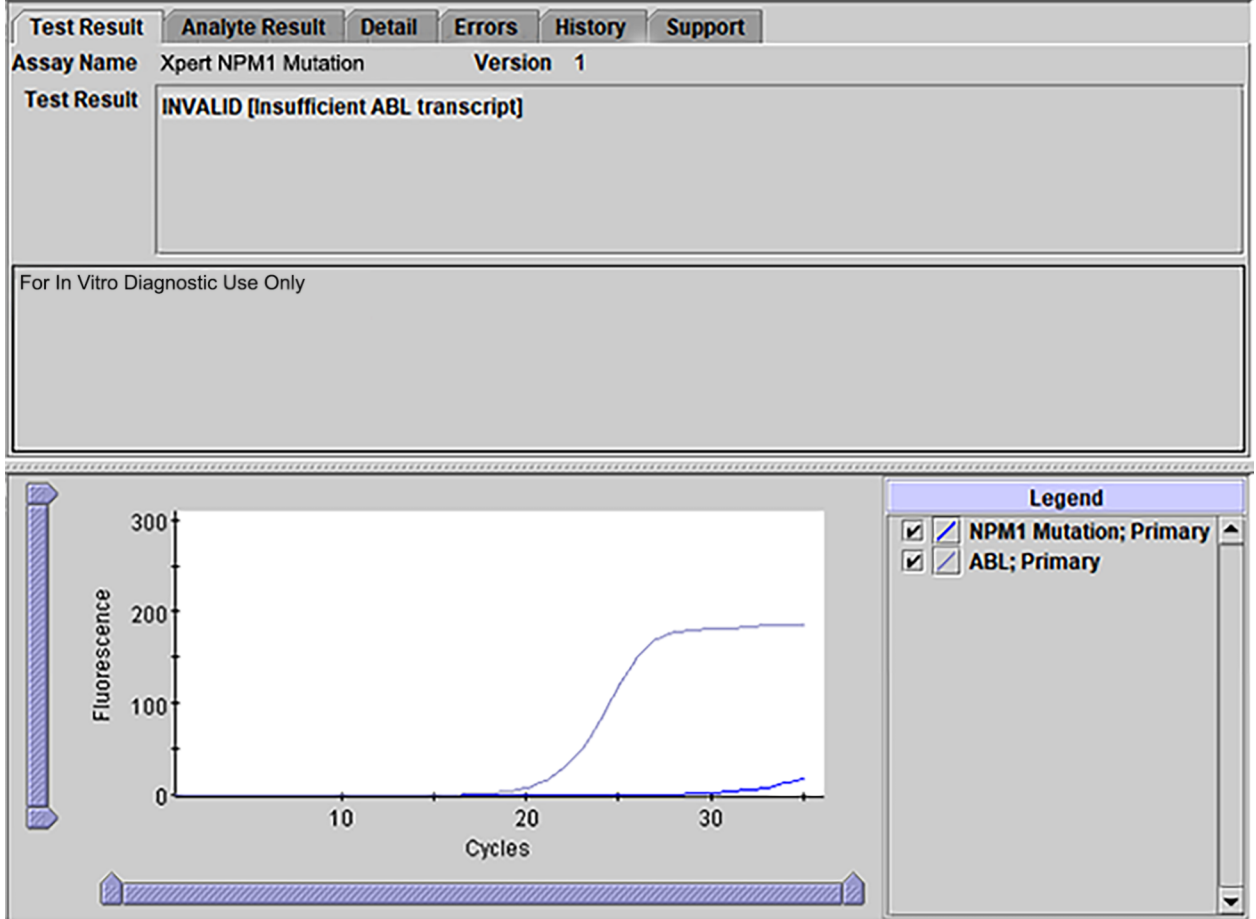 Test Result Analyte Result Detail Errors History Support
Assay Name Xpert NPM1 Mutation Version 1
Test Result INVALID [Insufficient ABL transcript]
For In Vitro Diagnostic Use Only
Legend
NPM1 Mutation; Primary
ABL; Primary
300
200
100
0
Fluorescence
10 20 30
Cycles